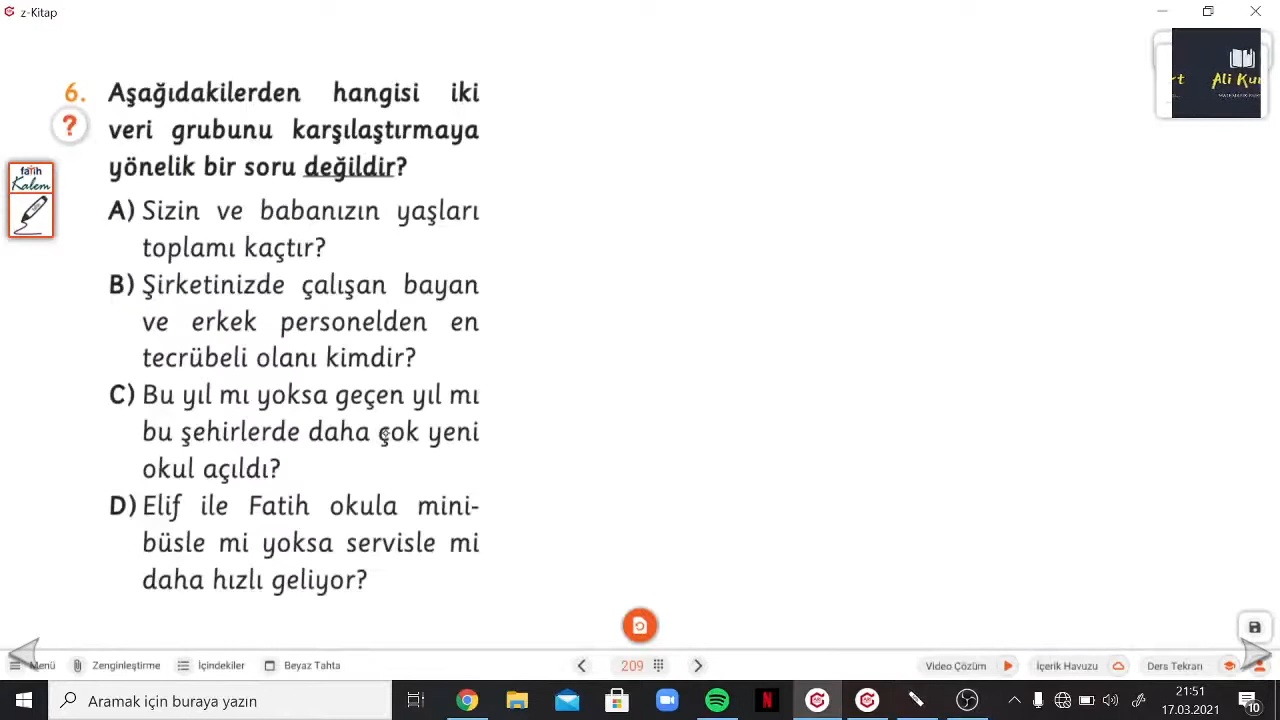 z-Kitap
6. Aşağıdakilerden hangisi iki
veri grubunu karşılaştırmaya
yönelik bir soru değildir?
A) Sizin ve babanızın yaşları
toplamı kaçtır?
B) Şirketinizde çalışan bayan
ve erkek personelden en
tecrübeli olanı kimdir?
C) Bu yıl mı yoksa geçen yıl mı
bu şehirlerde daha çok yeni
okul açıldı?
D) Elif ile Fatih okula mini-
büsle mi yoksa servisle mi
daha hızlı geliyor?
?
fatih
Kalem
Ali
Menü
Zenginleştirme
İçindekiler
Beyaz Tahta
209
Video Çözüm
İçerik Havuzu
Ders Tekrarı
Aramak için buraya yazın
21:51
17.03.2021
10